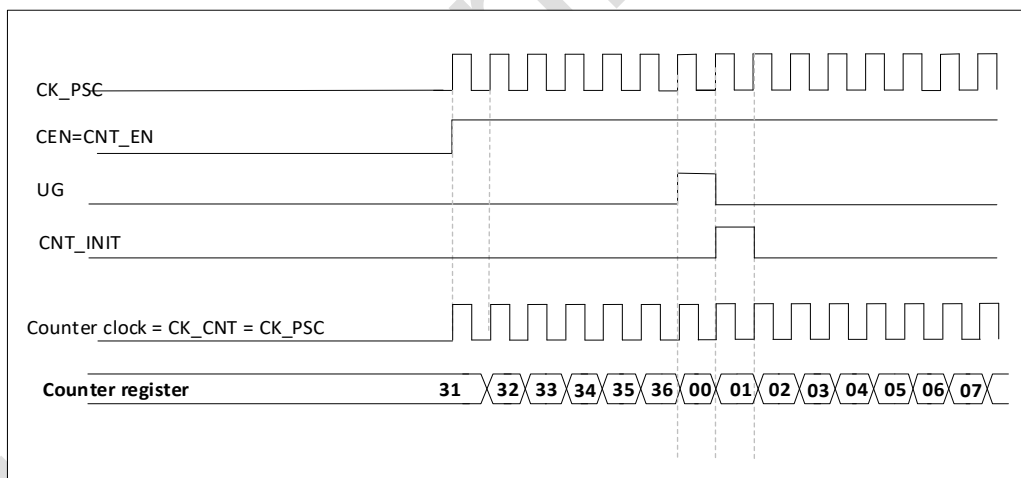 CK_PSC
CEN=CNT_EN
UG
CNT_INIT
Counter clock = CK_CNT = CK_PSC
Counter register 31 32 33 34 35 36 00 01 02 03 04 05 06 07